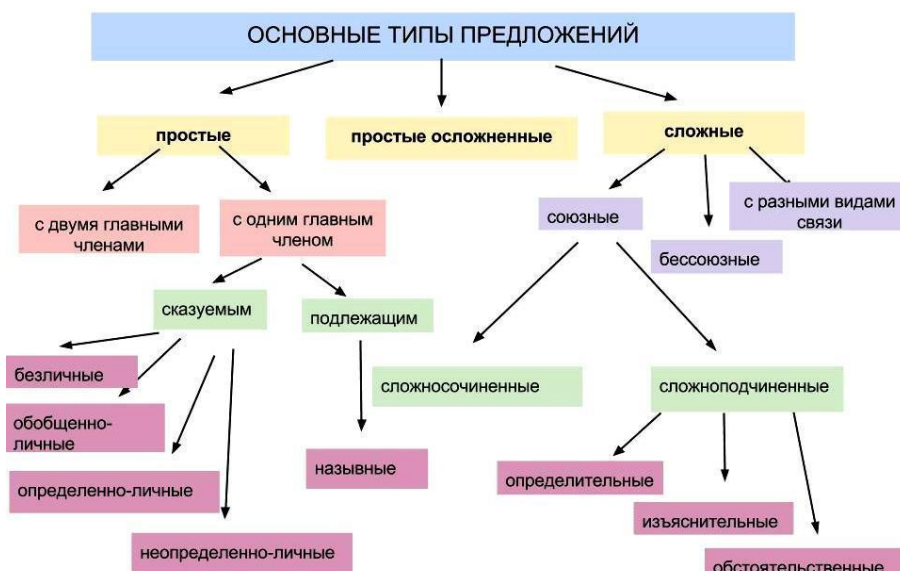 ОСНОВНЫЕ ТИПЫ ПРЕДЛОЖЕНИЙ
простые
простые осложненные
сложные
с двумя главными
членами
с одним главным
членом
союзные
с разными видами
связи
бессоюзные
сказуемым
подлежащим
безличные
сложносочиненные
сложноподчиненные
обобщенно-
личные
определенно-личные
назывные
определительные
изъяснительные
неопределенно-личные
обстоятельственные